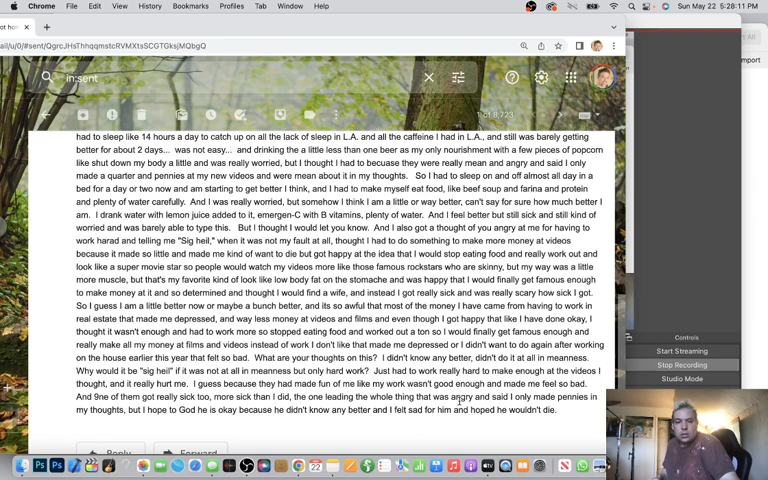 Chrome File Edit View History Bookmarks Profiles Tab Window Help
Sun May 22 5:28:11 PM
ail/u/0/#sent/QgrcJHsThhqqmstcRVMXtsSCGTGksjMQbgQ
in:sent
1 of 8,723
had to sleep like 14 hours a day to catch up on all the lack of sleep in L.A. and all the caffeine I had in L.A., and still was barely getting
better for about 2 days... was not easy... and drinking the a little less than one beer as my only nourishment with a few pieces of popcorn
like shut down my body a little and was really worried, but I thought I had to becuase they were really mean and angry and said I only
made a quarter and pennies at my new videos and were mean about it in my thoughts. So I had to sleep on and off almost all day in a
bed for a day or two now and am starting to get better I think, and I had to make myself eat food, like beef soup and farina and protein
and plenty of water carefully. And I was really worried, but somehow I think I am a little or way better, can't say for sure how much better I
am. I drank water with lemon juice added to it, emergen-C with B vitamins, plenty of water. And I feel better but still sick and still kind of
worried and was barely able to type this. But I thought I would let you know. And I also got a thought of you angry at me for having to
work harad and telling me "Sig heil," when it was not my fault at all, thought I had to do something to make more money at videos
because it made so little and made me kind of want to die but got happy at the idea that I would stop eating food and really work out and
look like a super movie star so people would watch my videos more like those famous rockstars who are skinny, but my way was a little
more muscle, but that's my favorite kind of look like low body fat on the stomach and was happy that I would finally get famous enough
to make money at it and so determined and thought I would find a wife, and instead I got really sick and was really scary how sick I got.
So I guess I am a little better now or maybe a bunch better, and its so awful that most of the money I have came from having to work in
real estate that made me depressed, and way less money at videos and films and even though I got happy that like I have done okay, I
thought it wasn't enough and had to work more so stopped eating food and worked out a ton so I would finally get famous enough and
really make all my money at films and videos instead of work I don't like that made me depressed or I didn't want to do again after working
on the house earlier this year that felt so bad. What are your thoughts on this? I didn't know any better, didn't do it at all in meanness.
Why would it be "sig heil" if it was not at all in meanness but only hard work? Just had to work really hard to make enough at the videos I
thought, and it really hurt me. I guess because they had made fun of me like my work wasn't good enough and made me feel so bad.
And 9ne of them got really sick too, more sick than I did, the one leading the whole thing that was angry and said I only made pennies in
my thoughts, but I hope to God he is okay because he didn't know any better and I felt sad for him and hoped he wouldn't die.
Reply
Forward
Controls
Start Streaming
Stop Recording
Studio Mode